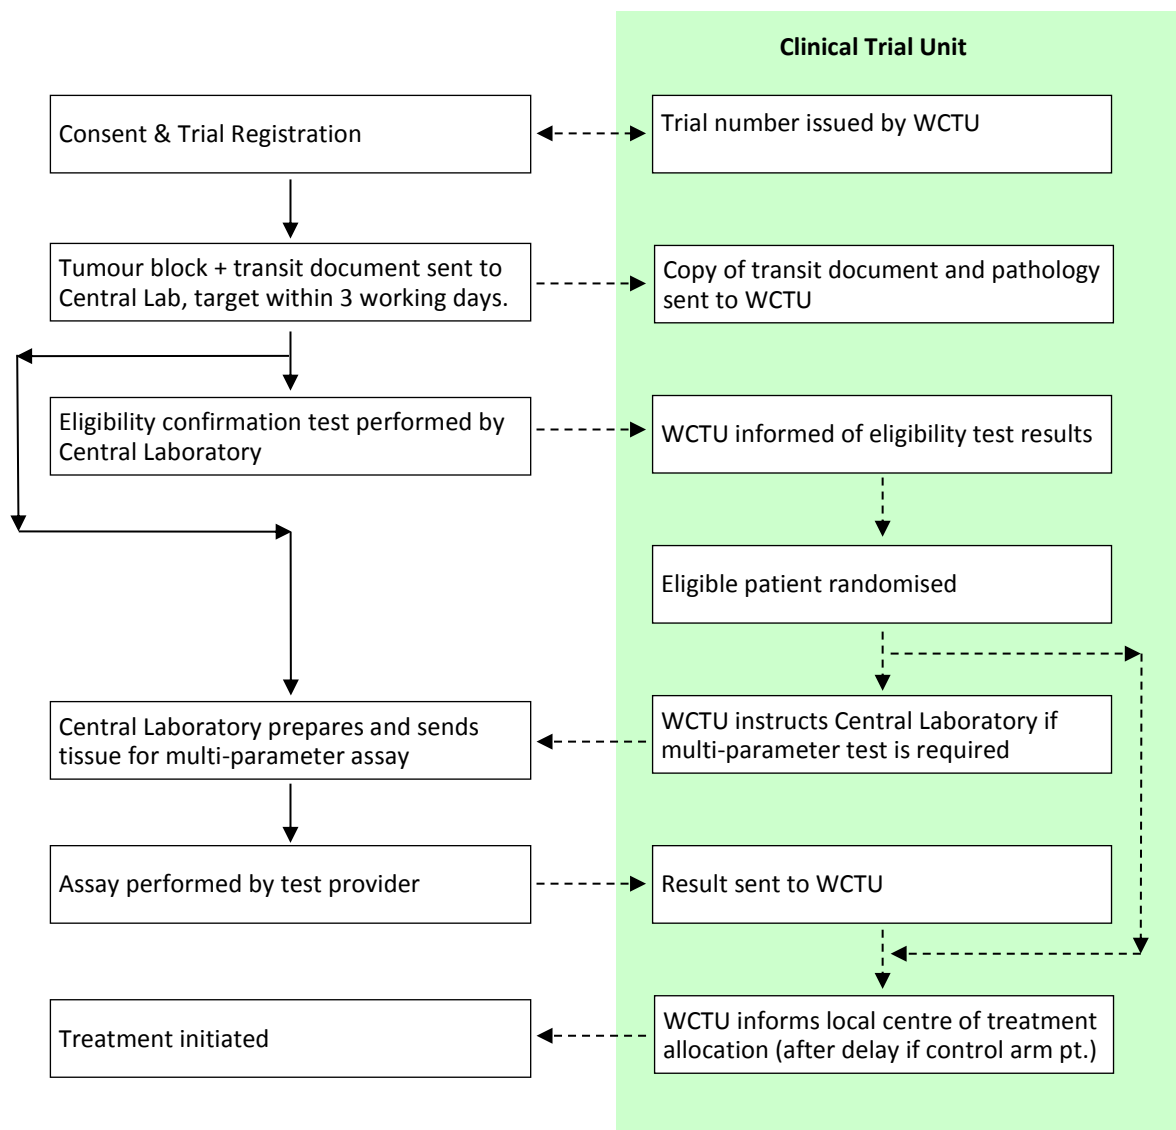 Clinical Trial Unit
Consent & Trial Registration
Trial number issued by WCTU
Tumour block + transit document sent to
Central Lab, target within 3 working days.
Copy of transit document and pathology
sent to WCTU
Eligibility confirmation test performed by
Central Laboratory
WCTU informed of eligibility test results
Eligible patient randomised
Central Laboratory prepares and sends
tissue for multi-parameter assay
WCTU instructs Central Laboratory if
multi-parameter test is required
Assay performed by test provider
Result sent to WCTU
Treatment initiated
WCTU informs local centre of treatment
allocation (after delay if control arm pt.)